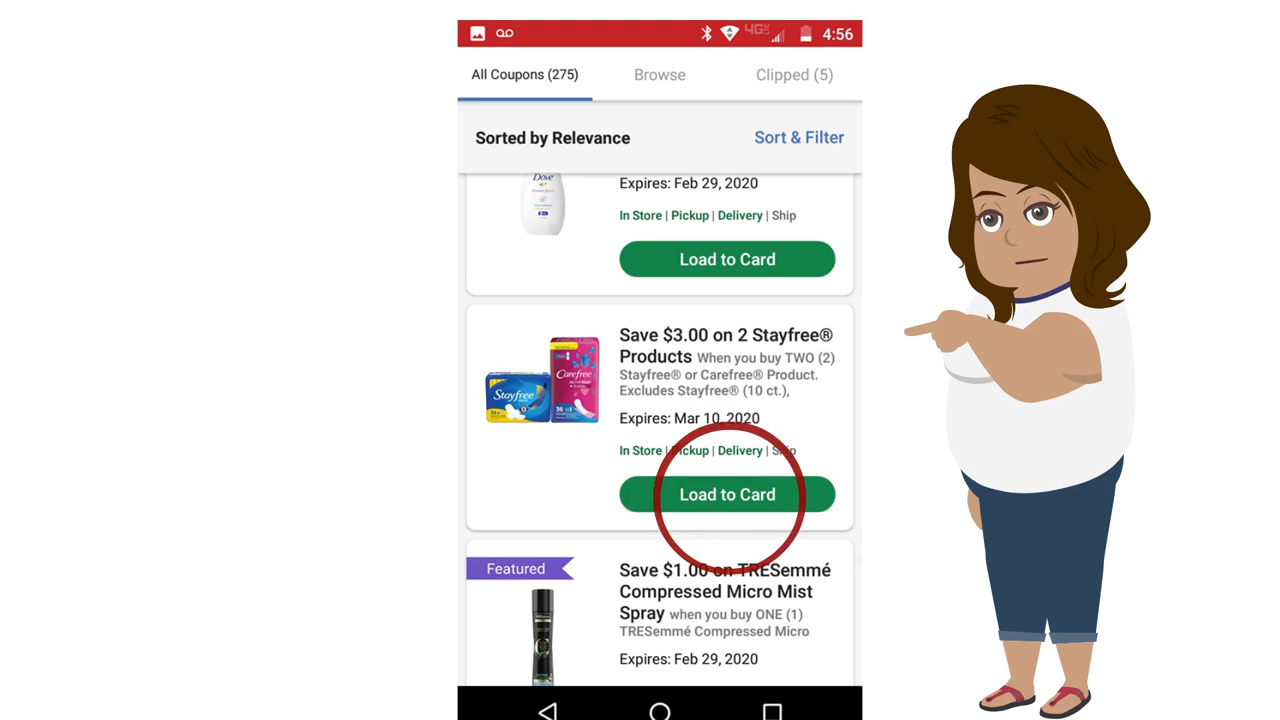 4G
4:56
All Coupons (275)
Browse
Clipped (5)
Sorted by Relevance
Sort & Filter
Dove
Expires: Feb 29, 2020
In Store | Pickup | Delivery | Ship
Load to Card
Save $3.00 on 2 Stayfree®
Products When you buy TWO (2)
Stayfree® or Carefree® Product.
Excludes Stayfree® (10 ct.),
Carefree
Stayfree
36
Expires: Mar 10, 2020
In Store | Pickup | Delivery | Ship
Load to Card
Featured
Save $1.00 on TRESemmé
Compressed Micro Mist
Spray when you buy ONE (1)
TRESemmé Compressed Micro
Expires: Feb 29, 2020